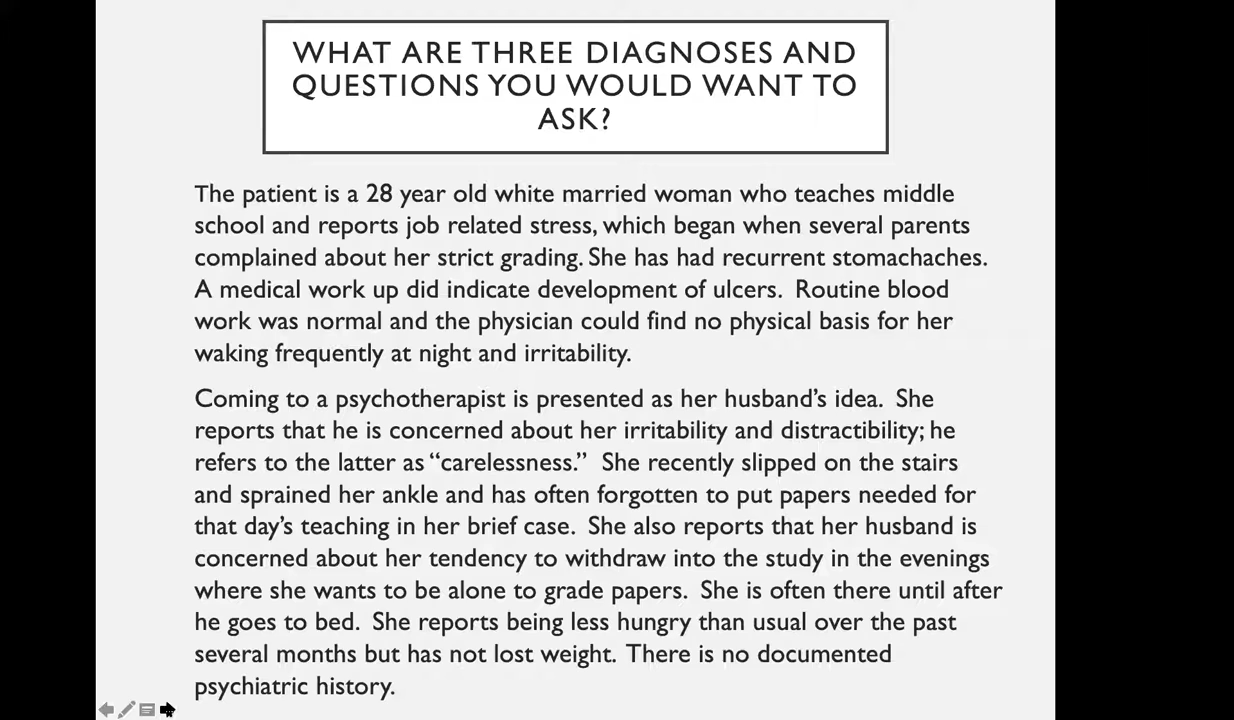 WHAT ARE THREE DIAGNOSES AND
QUESTIONS YOU WOULD WANT TO
ASK?
The patient is a 28 year old white married woman who teaches middle
school and reports job related stress, which began when several parents
complained about her strict grading. She has had recurrent stomachaches.
A medical work up did indicate development of ulcers.  Routine blood
work was normal and the physician could find no physical basis for her
waking frequently at night and irritability.
Coming to a psychotherapist is presented as her husband's idea.  She
reports that he is concerned about her irritability and distractibility; he
refers to the latter as “carelessness.”  She recently slipped on the stairs
and sprained her ankle and has often forgotten to put papers needed for
that day's teaching in her brief case.  She also reports that her husband is
concerned about her tendency to withdraw into the study in the evenings
where she wants to be alone to grade papers.  She is often there until after
he goes to bed.  She reports being less hungry than usual over the past
several months but has not lost weight.  There is no documented
psychiatric history.